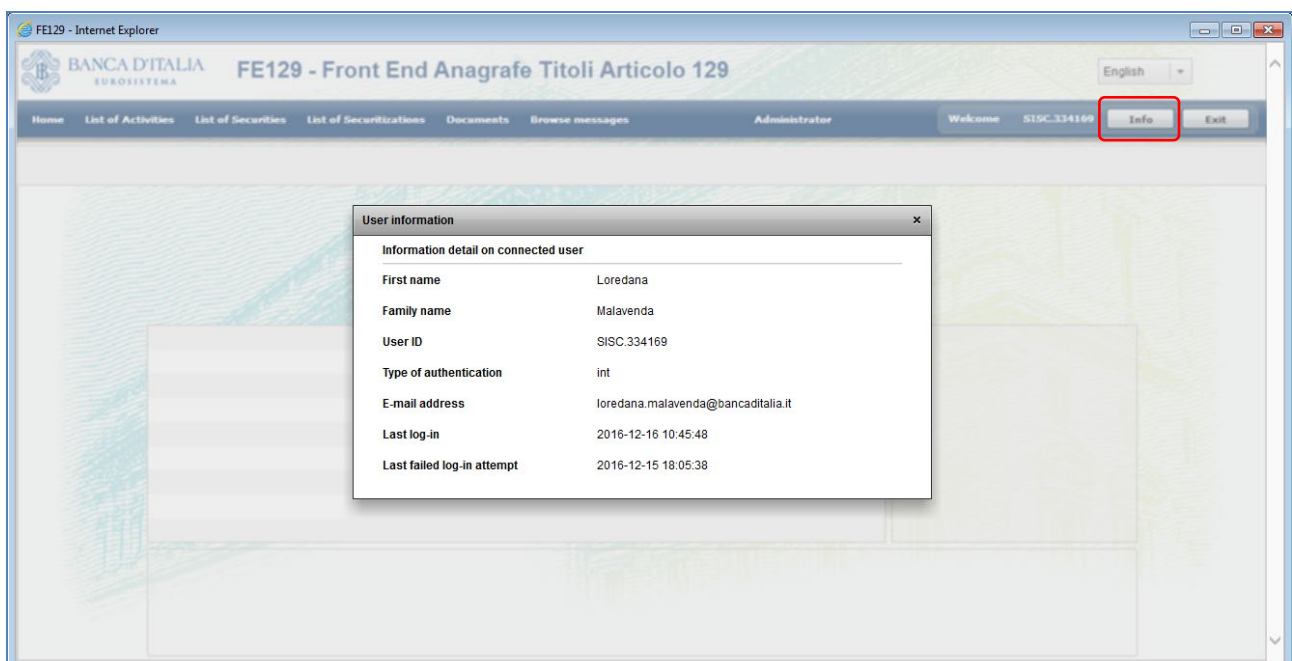 FE129 - Internet Explorer
BANCA D'ITALIA
EUROSISTEMA
FE129 - Front End Anagrafe Titoli Articolo 129
English
Home List of Activities List of Securities List of Securitizations Documents Browse messages Administrator Welcome SISC.334169 Info Exit
User information x
Information detail on connected user
First name Loredana
Family name Malavenda
User ID SISC.334169
Type of authentication int
E-mail address loredana.malavenda@bancaditalia.it
Last log-in 2016-12-16 10:45:48
Last failed log-in attempt 2016-12-15 18:05:38